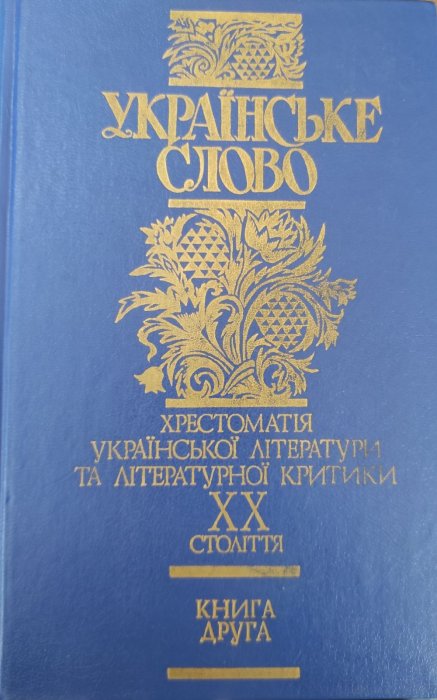 УКРАЇНСЬКЕ
СЛОВО
ХРЕСТОМАТІЯ
УКРАЇНСЬКОЇ ЛІТЕРАТУРИ
ТА ЛІТЕРАТУРНОЇ КРИТИКИ
XX
СТОЛІТТЯ
КНИГА
ДРУГА